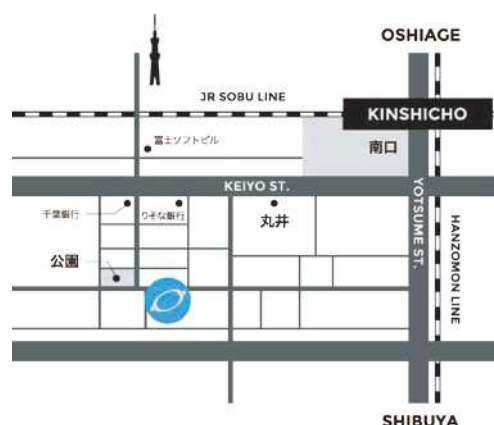 OSHIAGE
JR SOBU LINE
KINSHICHO
富士ソフトビル
南口
KEIYO ST.
YOTSUME ST.
千葉銀行
りそな銀行
丸井
HANZOMON LINE
公園
SHIBUYA